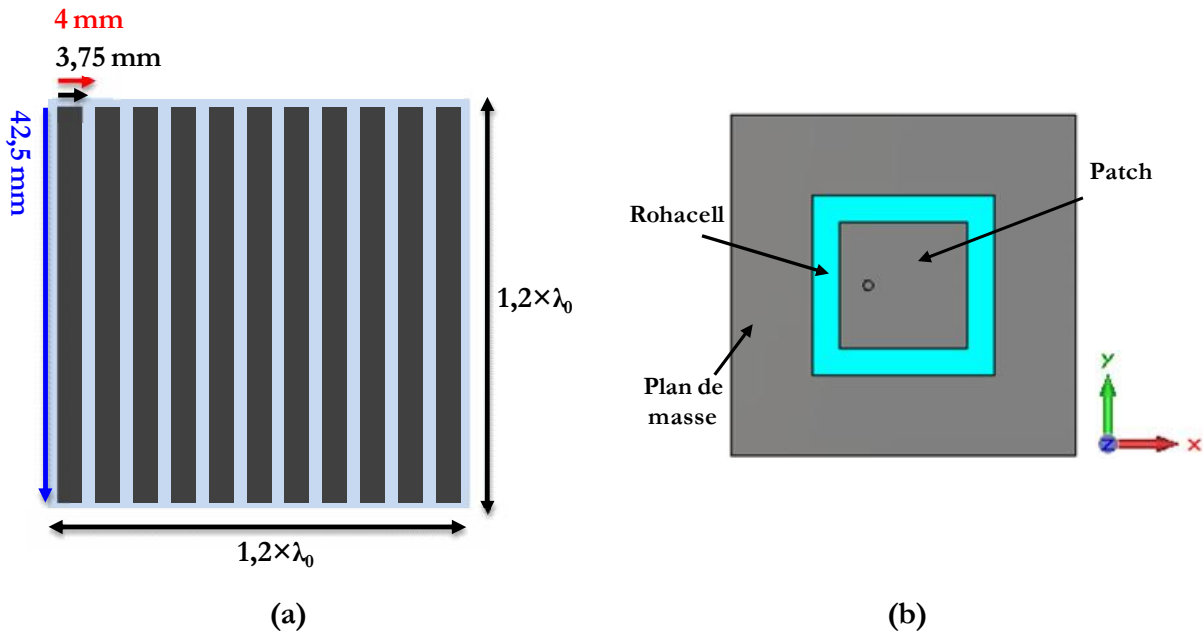 4 mm
3,75 mm
42,5 mm
1,2×λ₀
1,2×λ₀
(a)
Patch
Rohacell
Plan de
masse
Y
Z
X
(b)